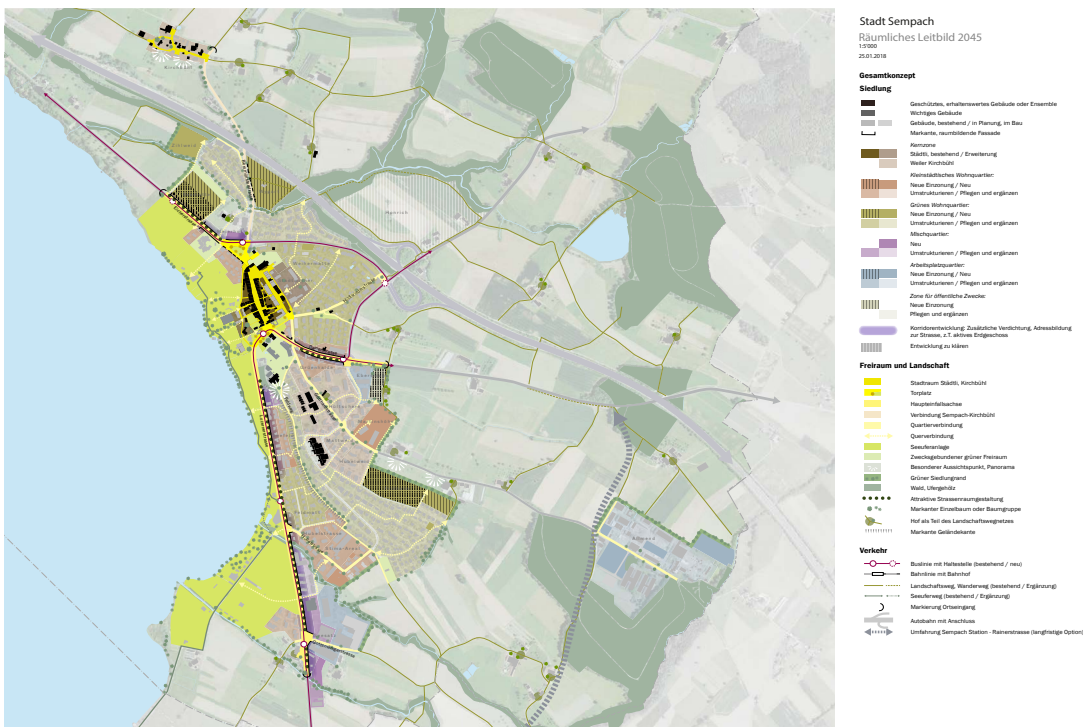 Stadt Sempach
Räumliches Leitbild 2045
1:5'000
25.01.2018
Gesamtkonzept
Siedlung
Geschütztes, erhaltenswertes Gebäude oder Ensemble
Wichtiges Gebäude
Gebäude, bestehend / in Planung, im Bau
Markante, raumbildende Fassade
Kernzone
Städtli, bestehend / Erweiterung
Weiler Kirchbühl
Kleinstädtisches Wohnquartier:
Neue Einzonung / Neu
Umstrukturieren / Pflegen und ergänzen
Grünes Wohnquartier:
Neue Einzonung / Neu
Umstrukturieren / Pflegen und ergänzen
Mischquartier:
Neu
Umstrukturieren / Pflegen und ergänzen
Arbeitsplatzquartier:
Neue Einzonung / Neu
Umstrukturieren / Pflegen und ergänzen
Zone für öffentliche Zwecke:
Neue Einzonung
Pflegen und ergänzen
Korridorentwicklung: Zusätzliche Verdichtung, Adressbildung
zur Strasse, z.T. aktives Erdgeschoss
Entwicklung zu klären
Freiraum und Landschaft
Stadtraum Städtli, Kirchbühl
Torplatz
Haupteinfallsachse
Verbindung Sempach-Kirchbühl
Quartierverbindung
Querverbindung
Seeuferanlage
Zweckgebundener grüner Freiraum
Besonderer Aussichtspunkt, Panorama
Grüner Siedlungsrand
Wald, Ufergehölz
Attraktive Strassenraumgestaltung
Markanter Einzelbaum oder Baumgruppe
Hof als Teil des Landschaftswegnetzes
Markante Geländekante
Verkehr
Buslinie mit Haltestelle (bestehend / neu)
Bahnlinie mit Bahnhof
Landschaftsweg, Wanderweg (bestehend / Ergänzung)
Seeuferweg (bestehend / Ergänzung)
Markierung Ortseingang
Autobahn mit Anschluss
Umfahrung Sempach Station - Rainerstrasse (langfristige Option)